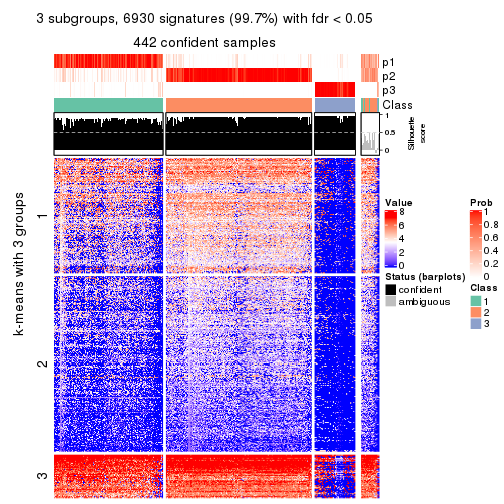 3 subgroups, 6930 signatures (99.7%) with fdr < 0.05
442 confident samples
p1
p2
p3
Class
1
0.5
0
Silhouette
score
k-means with 3 groups
1
2
3
Value
8
6
4
2
0
Status (barplots)
confident
ambiguous
Prob
1
0.8
0.6
0.4
0.2
0
Class
1
2
3